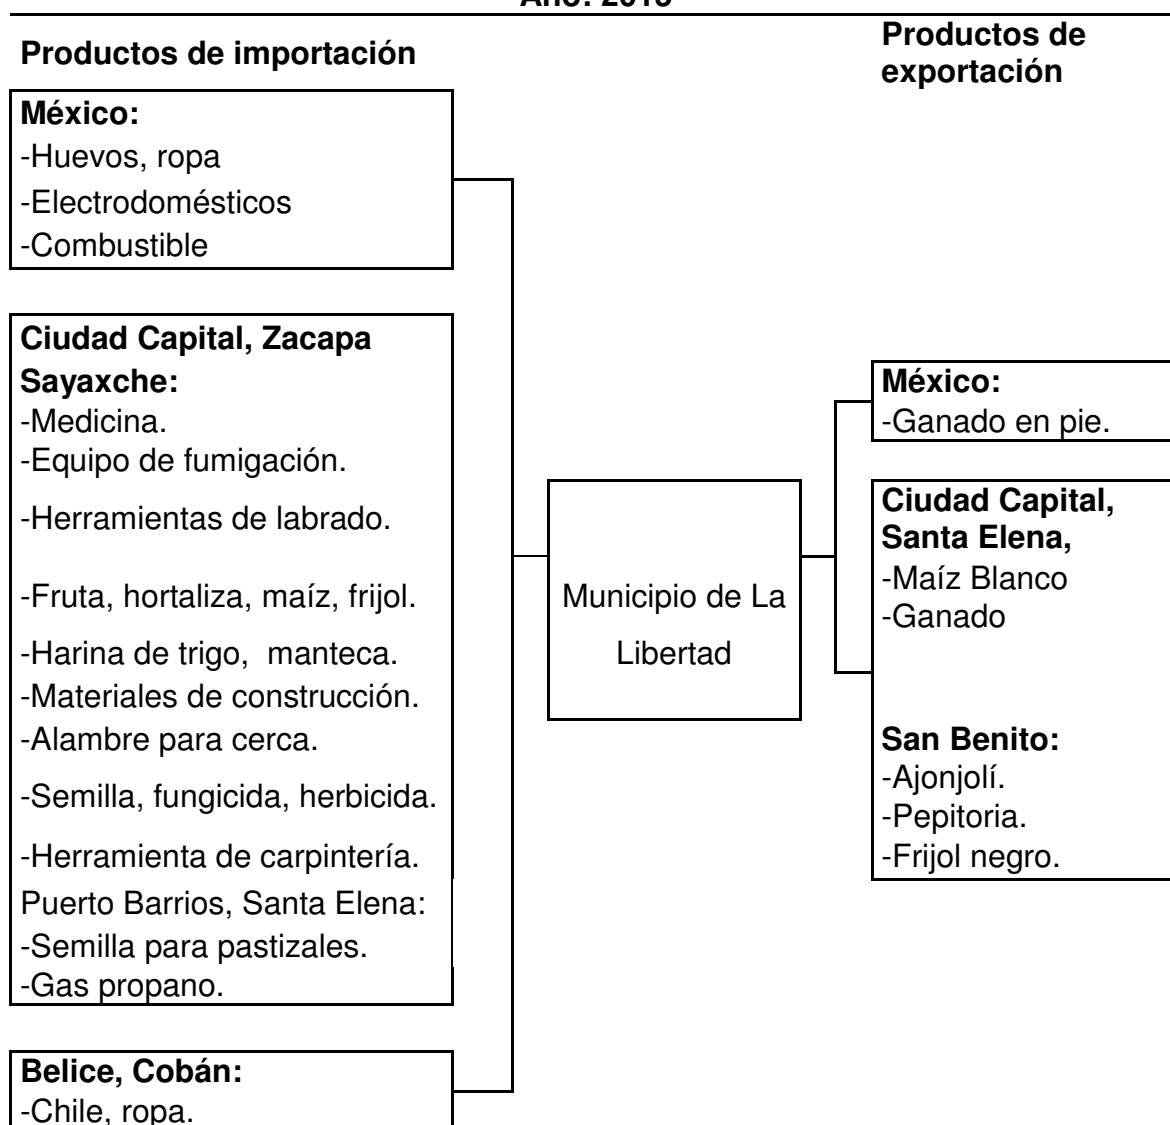 Productos de importación
México:
-Huevos, ropa
-Electrodomésticos
-Combustible
Ciudad Capital, Zacapa
Sayaxche:
-Medicina.
-Equipo de fumigación.
-Herramientas de labrado.
-Fruta, hortaliza, maíz, frijol.
-Harina de trigo, manteca.
-Materiales de construcción.
-Alambre para cerca.
-Semilla, fungicida, herbicida.
-Herramienta de carpintería.
Puerto Barrios, Santa Elena:
-Semilla para pastizales.
-Gas propano.
Belice, Cobán:
-Chile, ropa.
Municipio de La
Libertad
Productos de
exportación
México:
-Ganado en pie.
Ciudad Capital,
Santa Elena,
-Maíz Blanco
-Ganado
San Benito:
-Ajonjolí.
-Pepitoria.
-Frijol negro.